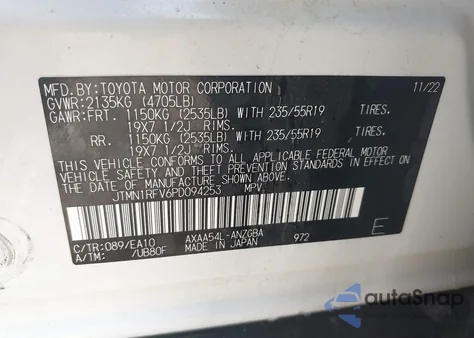 MFD. BY: TOYOTA MOTOR CORPORATION 11/22
GVWR: 2135KG (4705LB)
GAWR: FRT. 1150KG (2535LB) WITH 235/55R19 TIRES.
19X7 1/2J RIMS.
RR. 1150KG (2535LB) WITH 235/55R19 TIRES.
19X7 1/2J RIMS.
THIS VEHICLE CONFORMS TO ALL APPLICABLE FEDERAL MOTOR
VEHICLE SAFETY AND THEFT PREVENTION STANDARDS IN EFFECT
ON THE DATE OF MANUFACTURE SHOWN ABOVE.
JTMN1RFV6PD094253 MPV
C/TR: 089/EA10 AXAA54L-ANZGBA
A/TM: /UB80F MADE IN JAPAN 972 E
autoSnap